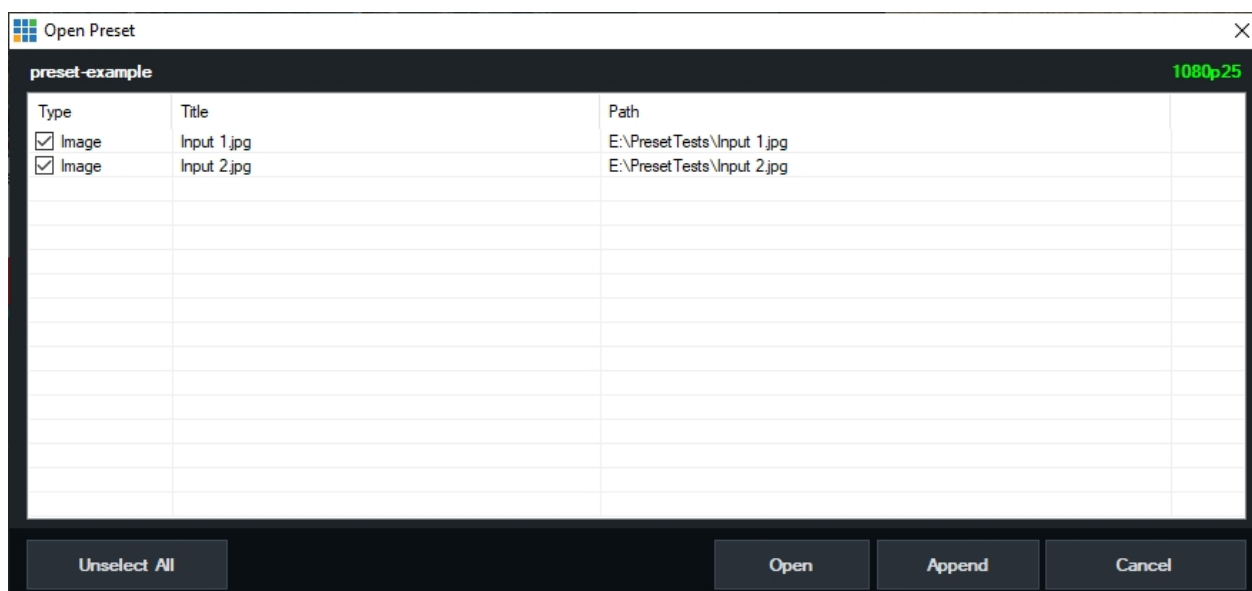 Open Preset
preset-example 1080p25
Type Title Path
Image Input 1.jpg E:\PresetTests\Input 1.jpg
Image Input 2.jpg E:\PresetTests\Input 2.jpg
Unselect All Open Append Cancel